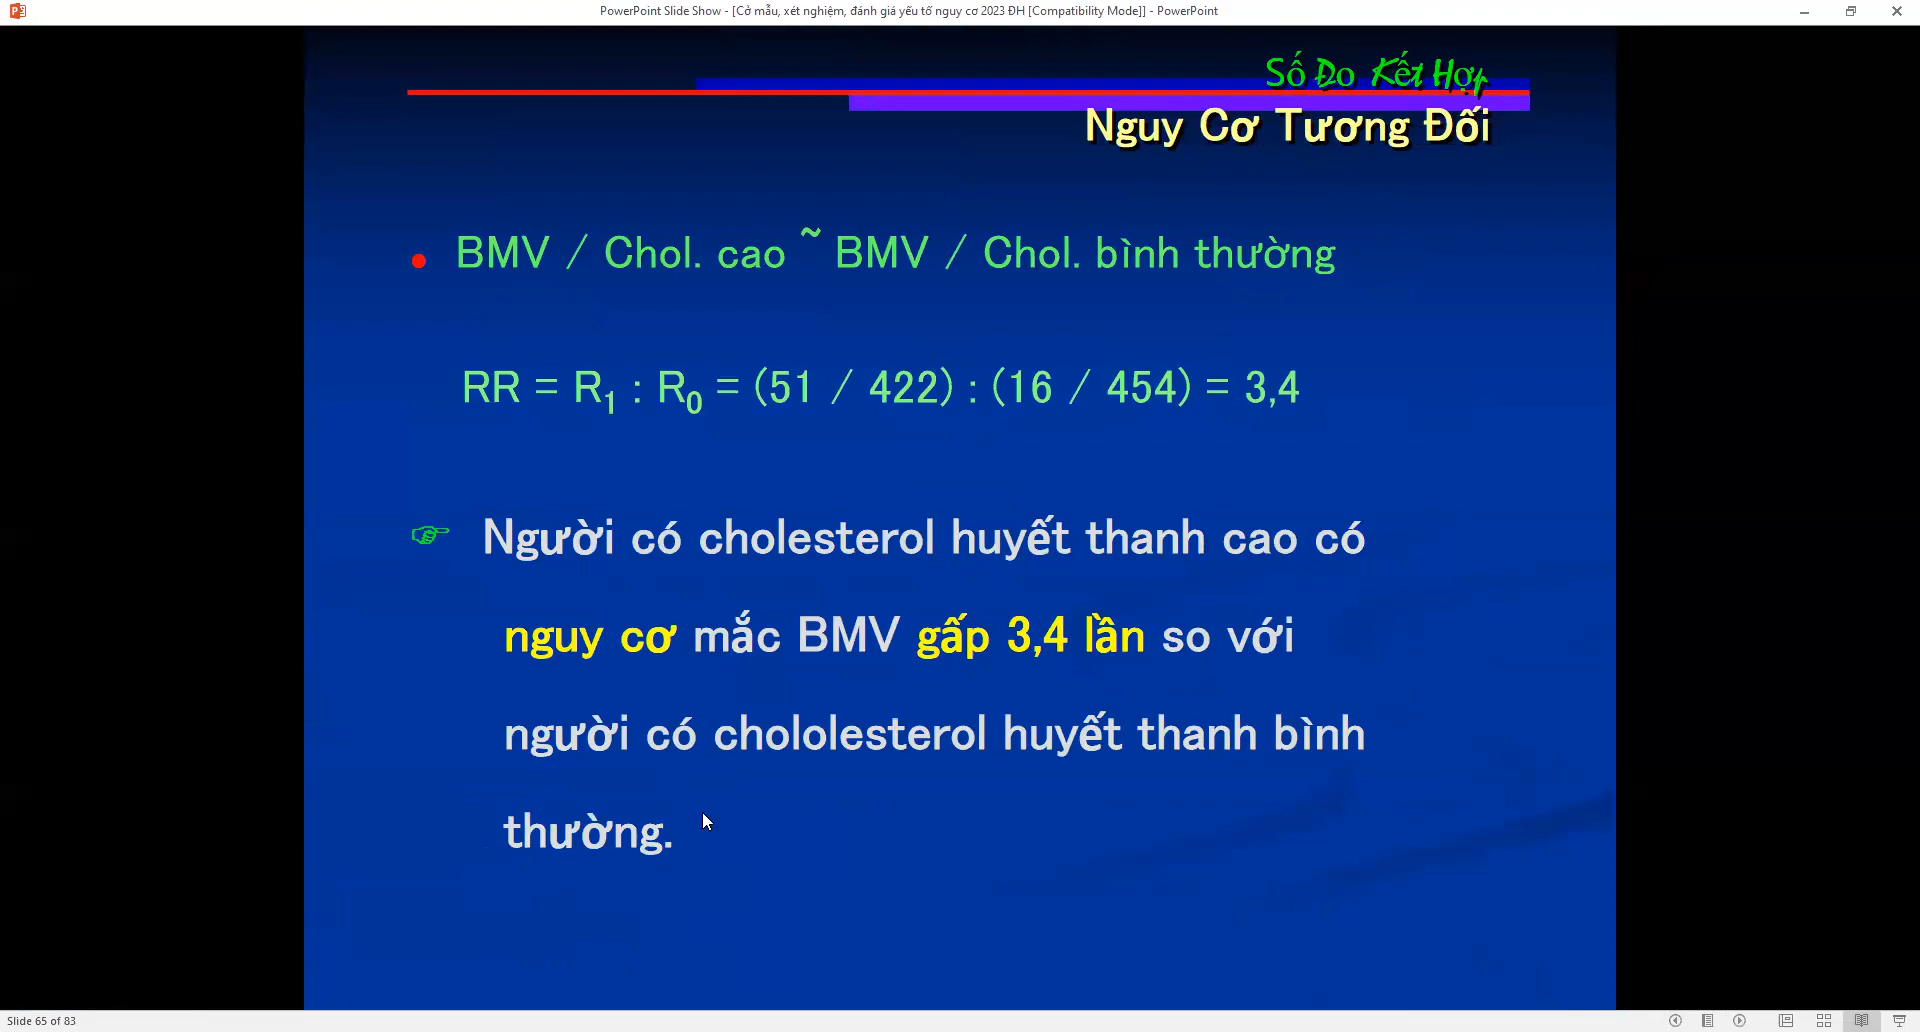 PowerPoint Slide Show - [Cở mẫu, xét nghiệm, đánh giá yếu tố nguy cơ 2023 ĐH [Compatibility Mode]] - PowerPoint
Số Đo Kết Hợp
Nguy Cơ Tương Đối
• BMV / Chol. cao ~ BMV / Chol. bình thường
RR = R1 : R0 = (51 / 422) : (16 / 454) = 3,4
☞ Người có cholesterol huyết thanh cao có
nguy cơ mắc BMV gấp 3,4 lần so với
người có chololesterol huyết thanh bình
thường.
Slide 65 of 83